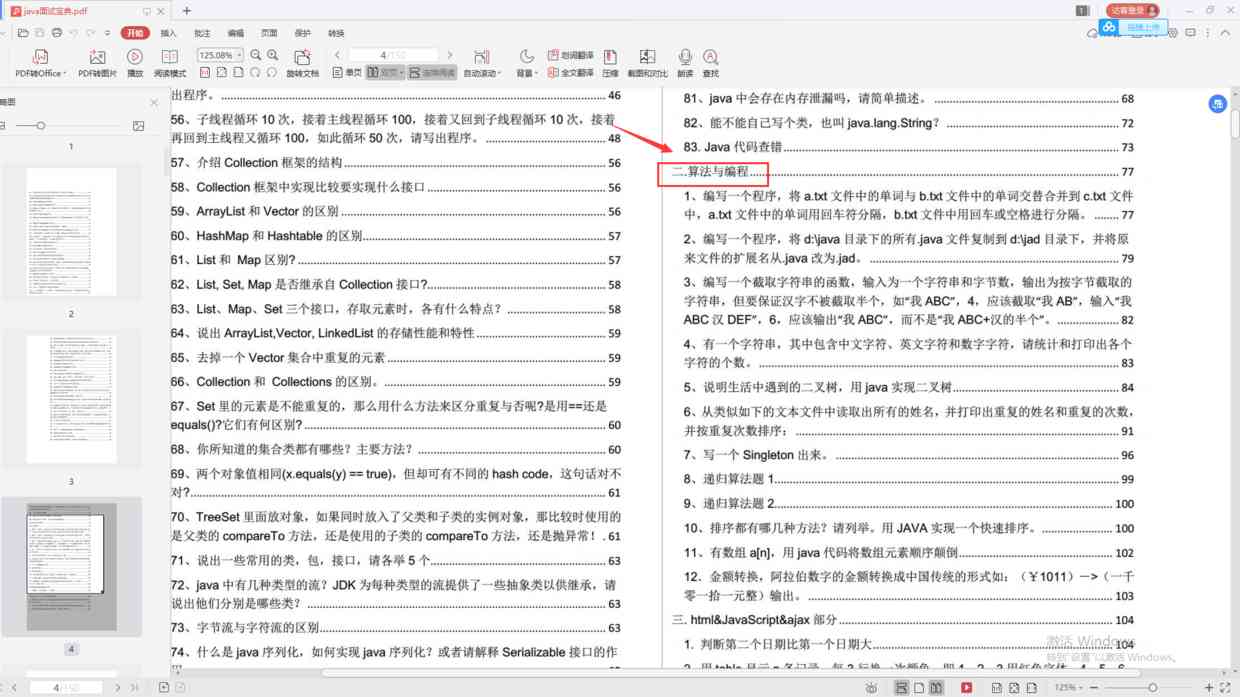 java面试宝典.pdf
1
访客登录
开始
插入
批注
编辑
页面
保护
转换
拖拽上传
PDF转Office
PDF转图片
播放
阅读模式
125.08%
旋转文档
4
单页
双页
连续阅读
自动滚动
背景
划词翻译
全文翻译
压缩
截图和对比
朗读
查找
1
2
3
4
出程序。 46
56、子线程循环 10 次，接着主线程循环 100，接着又回到子线程循环 10 次，接着
再回到主线程又循环 100，如此循环 50 次，请写出程序。 48
57、介绍 Collection 框架的结构 56
58、Collection 框架中实现比较要实现什么接口 56
59、ArrayList 和 Vector 的区别 56
60、HashMap 和 Hashtable 的区别 57
61、List 和 Map 区别? 57
62、List, Set, Map 是否继承自 Collection 接口? 58
63、List、Map、Set 三个接口，存取元素时，各有什么特点？ 58
64、说出 ArrayList,Vector, LinkedList 的存储性能和特性 59
65、去掉一个 Vector 集合中重复的元素 59
66、Collection 和 Collections 的区别。 59
67、Set 里的元素是不能重复的，那么用什么方法来区分重复与否呢?是用==还是
equals()?它们有何区别? 60
68、你所知道的集合类都有哪些？主要方法？ 60
69、两个对象值相同(x.equals(y) == true)，但却可有不同的 hash code，这句话对不
对? 61
70、TreeSet 里面放对象，如果同时放入了父类和子类的实例对象，那比较时使用的
是父类的 compareTo 方法，还是使用的子类的 compareTo 方法，还是抛异常！ . 61
71、说出一些常用的类，包，接口，请各举 5 个 63
72、java 中有几种类型的流？JDK 为每种类型的流提供了一些抽象类以供继承，请
说出他们分别是哪些类？ 63
73、字节流与字符流的区别 63
74、什么是 java 序列化，如何实现 java 序列化？或者请解释 Serializable 接口的作
81、java 中会存在内存泄漏吗，请简单描述。 68
82、能不能自己写个类，也叫 java.lang.String？ 72
83. Java 代码查错 73
二.算法与编程 77
1、编写一个程序，将 a.txt 文件中的单词与 b.txt 文件中的单词交替合并到 c.txt 文件
中，a.txt 文件中的单词用回车符分隔，b.txt 文件中用回车或空格进行分隔。 77
2、编写一个程序，将 d:\java 目录下的所有.java 文件复制到 d:\jad 目录下，并将原
来文件的扩展名从.java 改为.jad。 79
3、编写一个截取字符串的函数，输入为一个字符串和字节数，输出为按字节截取的
字符串，但要保证汉字不被截取半个，如“我 ABC”，4，应该截取“我 AB”，输入“我
ABC 汉 DEF”，6，应该输出“我 ABC”，而不是“我 ABC+汉的半个”。 82
4、有一个字符串，其中包含中文字符、英文字符和数字字符，请统计和打印出各个
字符的个数。 83
5、说明生活中遇到的二叉树，用 java 实现二叉树 84
6、从类似如下的文本文件中读取出所有的姓名，并打印出重复的姓名和重复的次数，
并按重复次数排序： 91
7、写一个 Singleton 出来。 96
8、递归算法题 1 99
9、递归算法题 2 100
10、排序都有哪几种方法？请列举。用 JAVA 实现一个快速排序。 100
11、有数组 a[n]，用 java 代码将数组元素顺序颠倒 102
12．金额转换，阿拉伯数字的金额转换成中国传统的形式如：（￥1011）－>（一千
零一拾一元整）输出。 103
三. html&JavaScript&ajax 部分 104
1．判断第二个日期比第一个日期大 104
激活 Windows
转到"设置"以激活 Windows。
4
125%